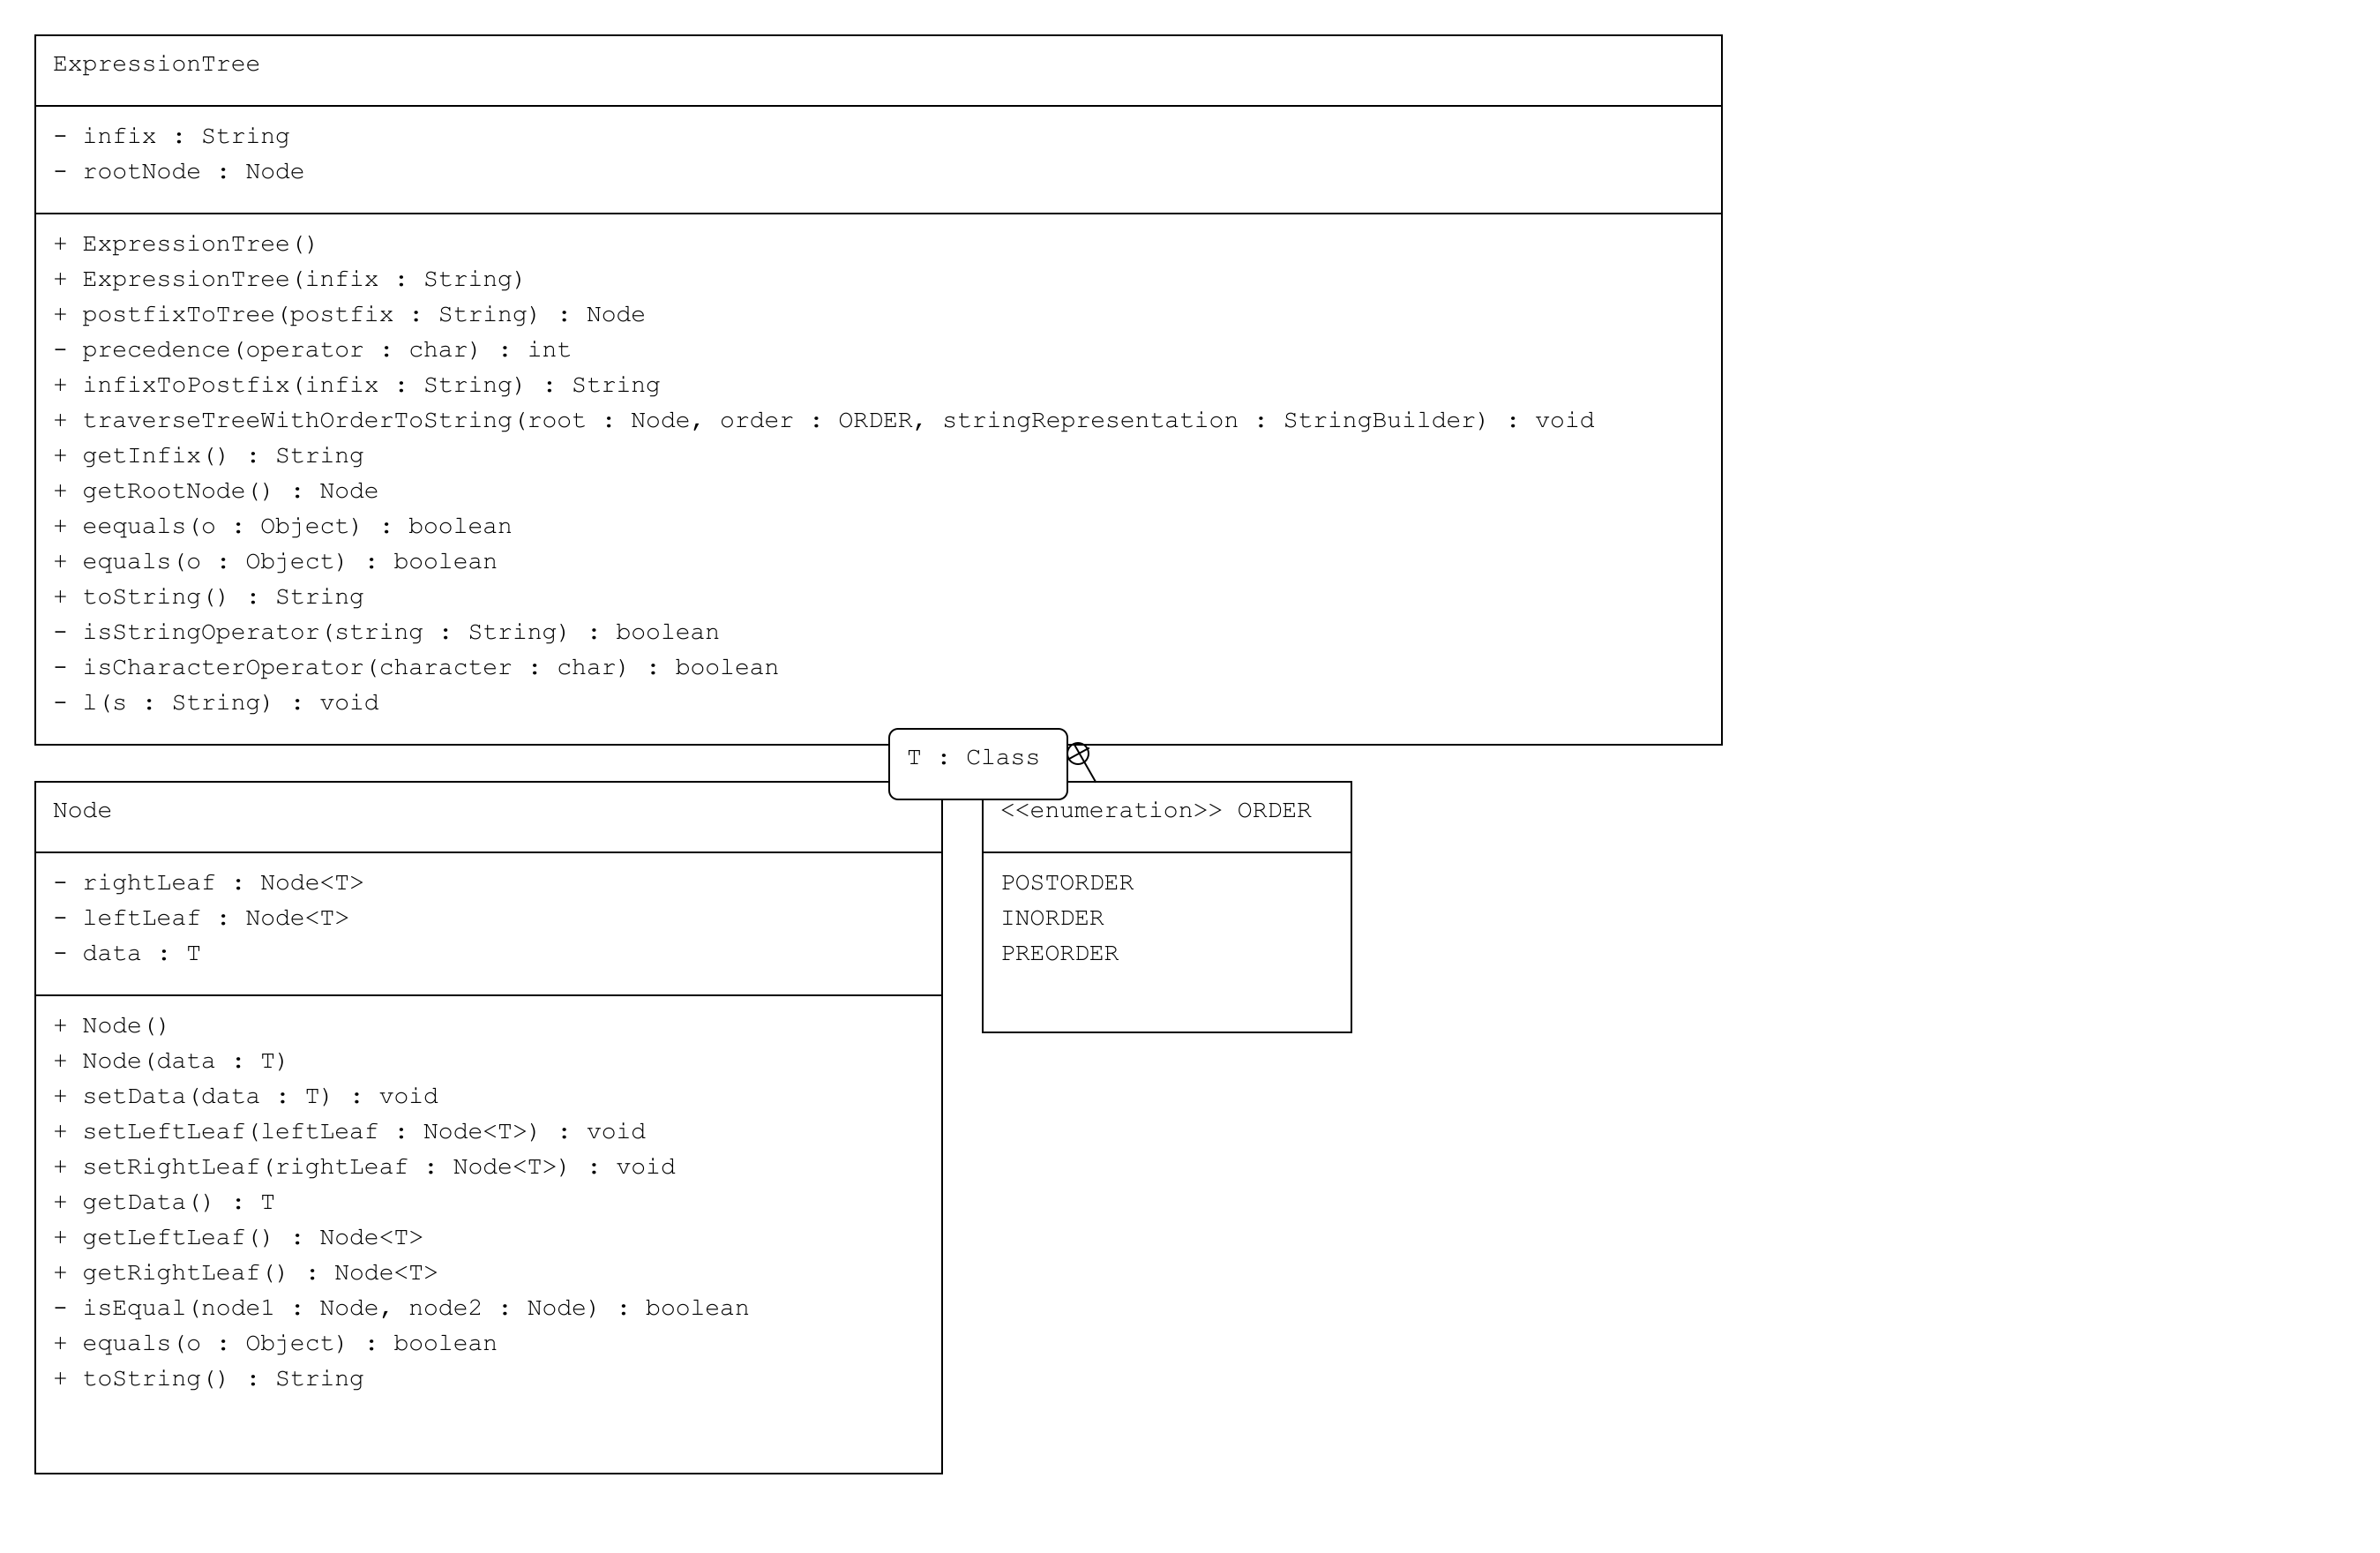 ExpressionTree
- infix : String
- rootNode : Node
+ ExpressionTree()
+ ExpressionTree(infix : String)
+ postfixToTree(postfix : String) : Node
- precedence(operator : char) : int
+ infixToPostfix(infix : String) : String
+ traverseTreeWithOrderToString(root : Node, order : ORDER, stringRepresentation : StringBuilder) : void
+ getInfix() : String
+ getRootNode() : Node
+ eequals(o : Object) : boolean
+ equals(o : Object) : boolean
+ toString() : String
- isStringOperator(string : String) : boolean
- isCharacterOperator(character : char) : boolean
- l(s : String) : void
T : Class
Node
- rightLeaf : Node<T>
- leftLeaf : Node<T>
- data : T
+ Node()
+ Node(data : T)
+ setData(data : T) : void
+ setLeftLeaf(leftLeaf : Node<T>) : void
+ setRightLeaf(rightLeaf : Node<T>) : void
+ getData() : T
+ getLeftLeaf() : Node<T>
+ getRightLeaf() : Node<T>
- isEqual(node1 : Node, node2 : Node) : boolean
+ equals(o : Object) : boolean
+ toString() : String
<<enumeration>> ORDER
POSTORDER
INORDER
PREORDER